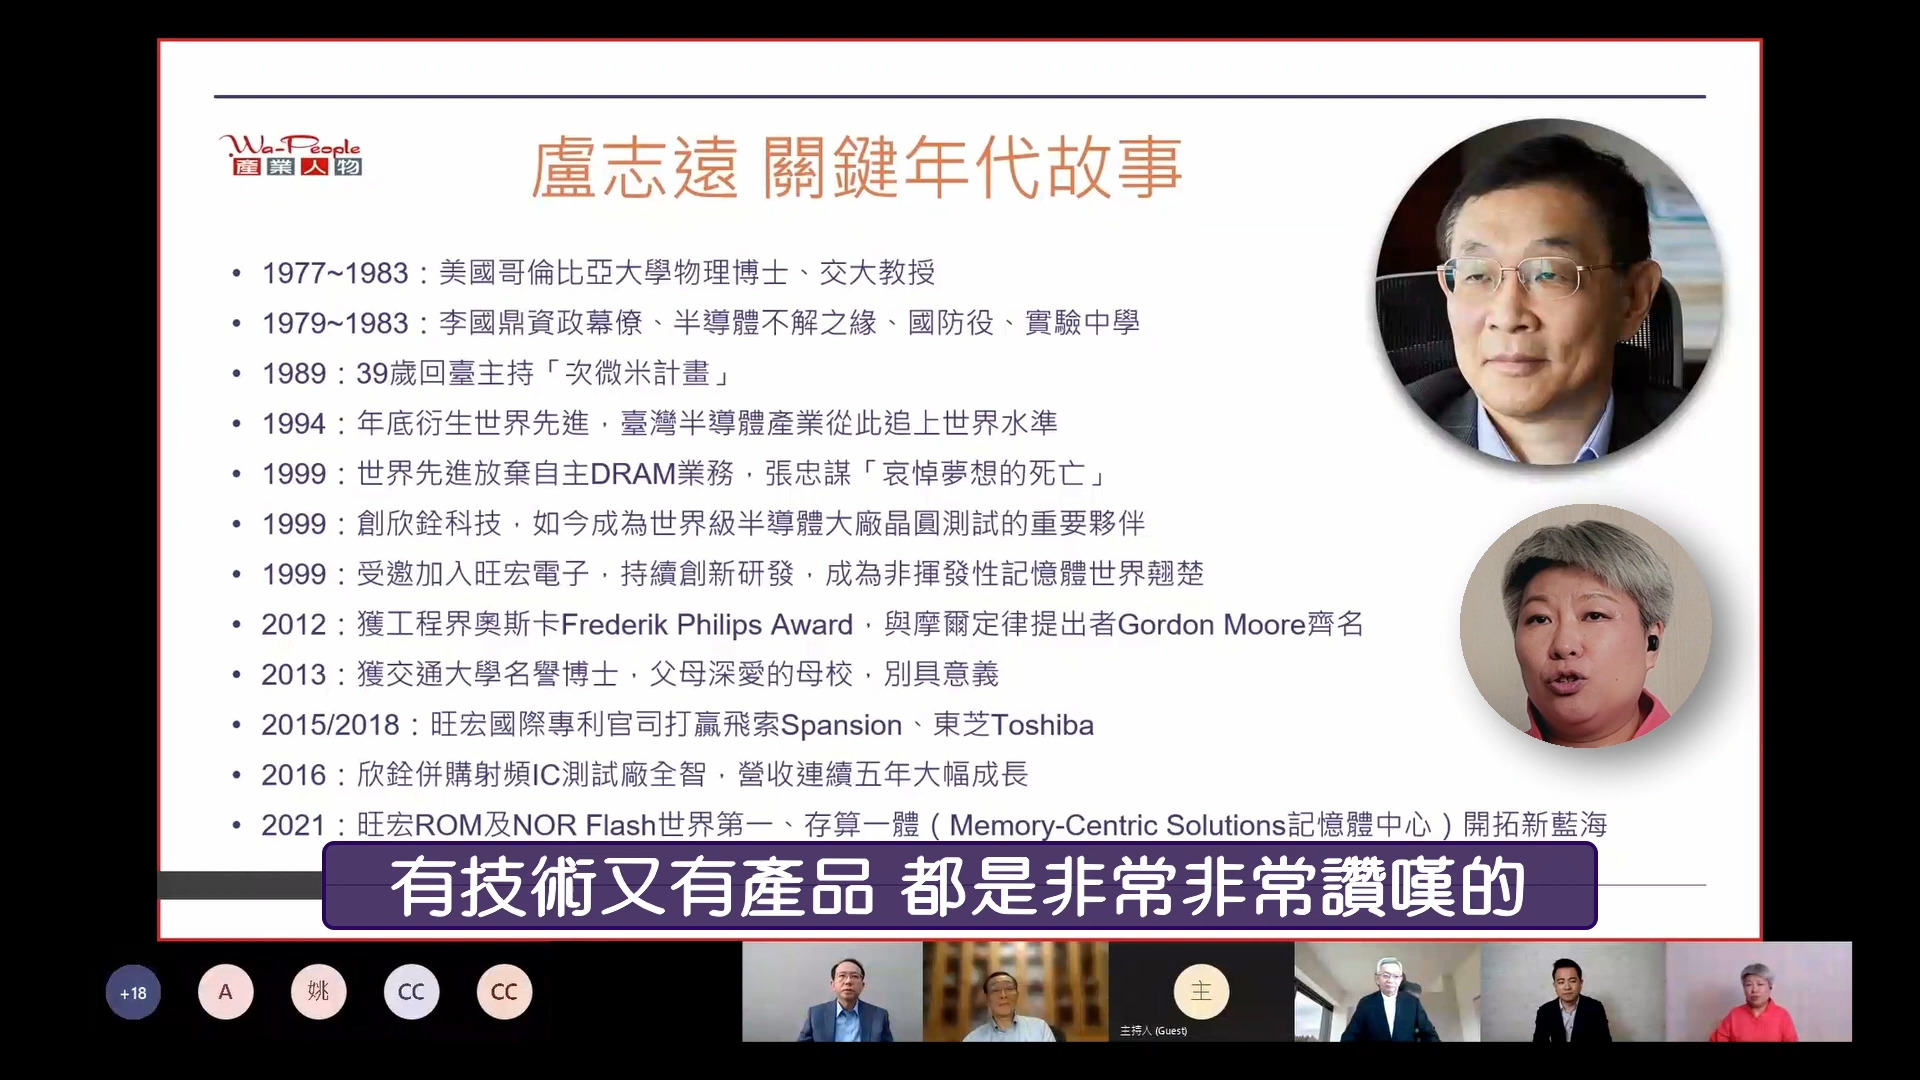 Wa-People
產業人物
盧志遠 關鍵年代故事
• 1977~1983：美國哥倫比亞大學物理博士、交大教授
• 1979~1983：李國鼎資政幕僚、半導體不解之緣、國防役、實驗中學
• 1989：39歲回臺主持「次微米計畫」
• 1994：年底衍生世界先進，臺灣半導體產業從此追上世界水準
• 1999：世界先進放棄自主DRAM業務，張忠謀「哀悼夢想的死亡」
• 1999：創欣銓科技，如今成為世界級半導體大廠晶圓測試的重要夥伴
• 1999：受邀加入旺宏電子，持續創新研發，成為非揮發性記憶體世界翹楚
• 2012：獲工程界奧斯卡Frederik Philips Award，與摩爾定律提出者Gordon Moore齊名
• 2013：獲交通大學名譽博士，父母深愛的母校，別具意義
• 2015/2018：旺宏國際專利官司打贏飛索Spansion、東芝Toshiba
• 2016：欣銓併購射頻IC測試廠全智，營收連續五年大幅成長
• 2021：旺宏ROM及NOR Flash世界第一、存算一體（Memory-Centric Solutions記憶體中心）開拓新藍海
有技術又有產品 都是非常非常讚嘆的
+18
A
姚
CC
CC
主
主持人 (Guest)